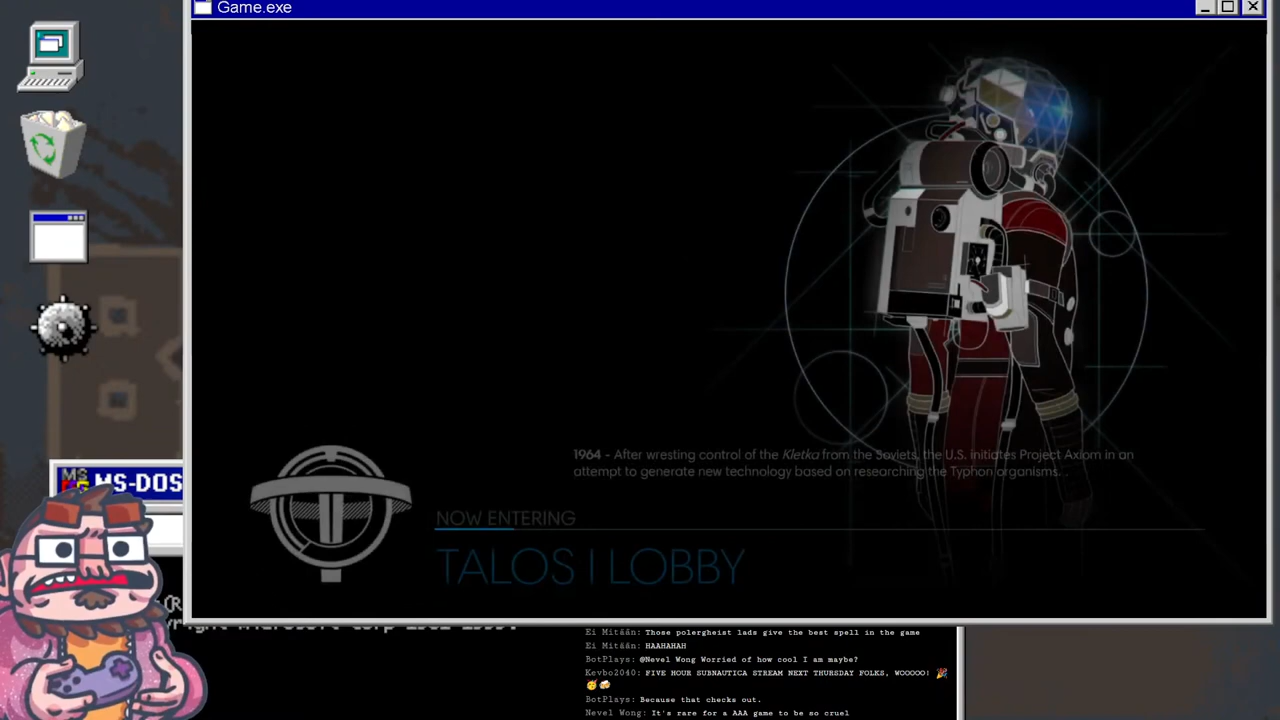 Game.exe
1964 - After wresting control of the Kletka from the Soviets, the U.S. initiates Project Axiom in an
attempt to generate new technology based on researching the Typhon organisms.
NOW ENTERING
TALOS I LOBBY
MS-DOS
Ei Mitään: Those polergheist lads give the best spell in the game
Ei Mitään: HAAHAHAH
BotPlays: @Nevel Wong Worried of how cool I am maybe?
Kevbo2040: FIVE HOUR SUBNAUTICA STREAM NEXT THURSDAY FOLKS, WOOOOO! 🎉
🥳🍻
BotPlays: Because that checks out.
Nevel Wong: It's rare for a AAA game to be so cruel